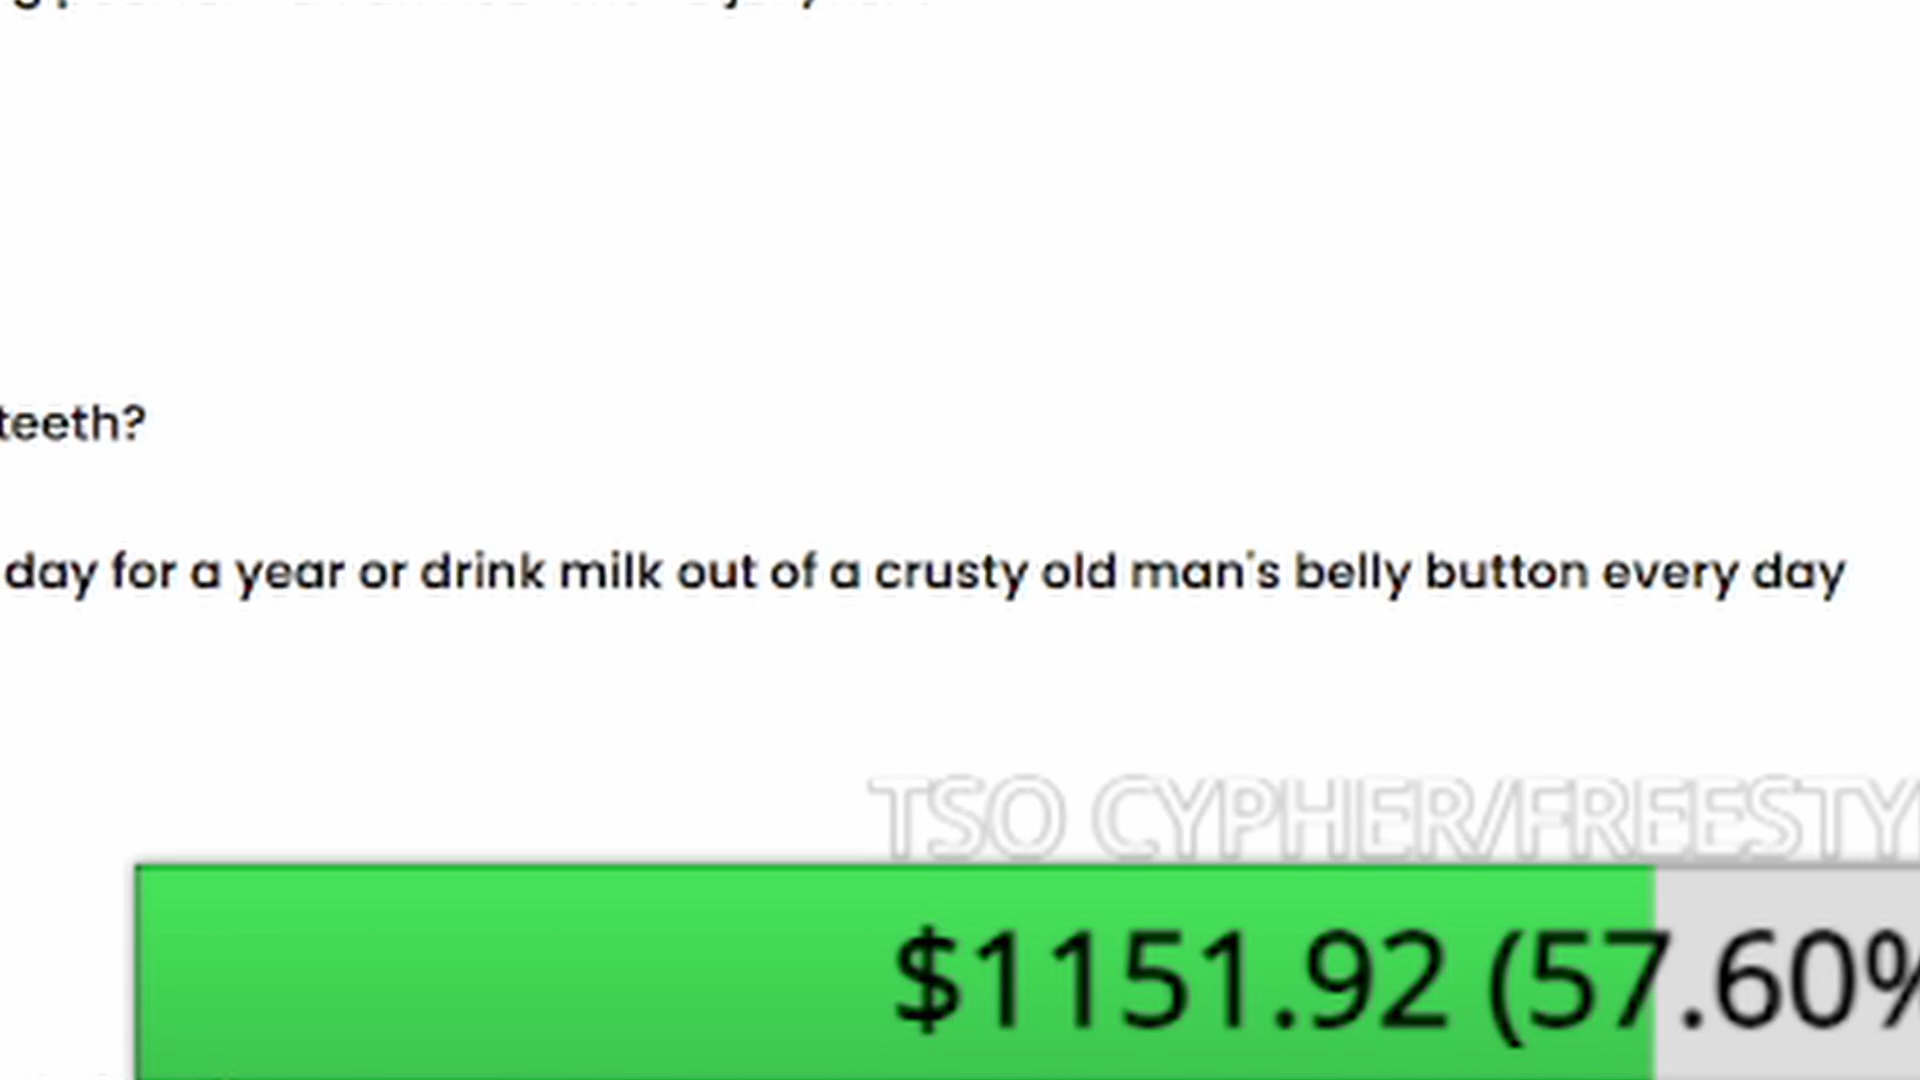 teeth?
day for a year or drink milk out of a crusty old man's belly button every day
TSO CYPHER/FREESTY
$1151.92 (57.60%